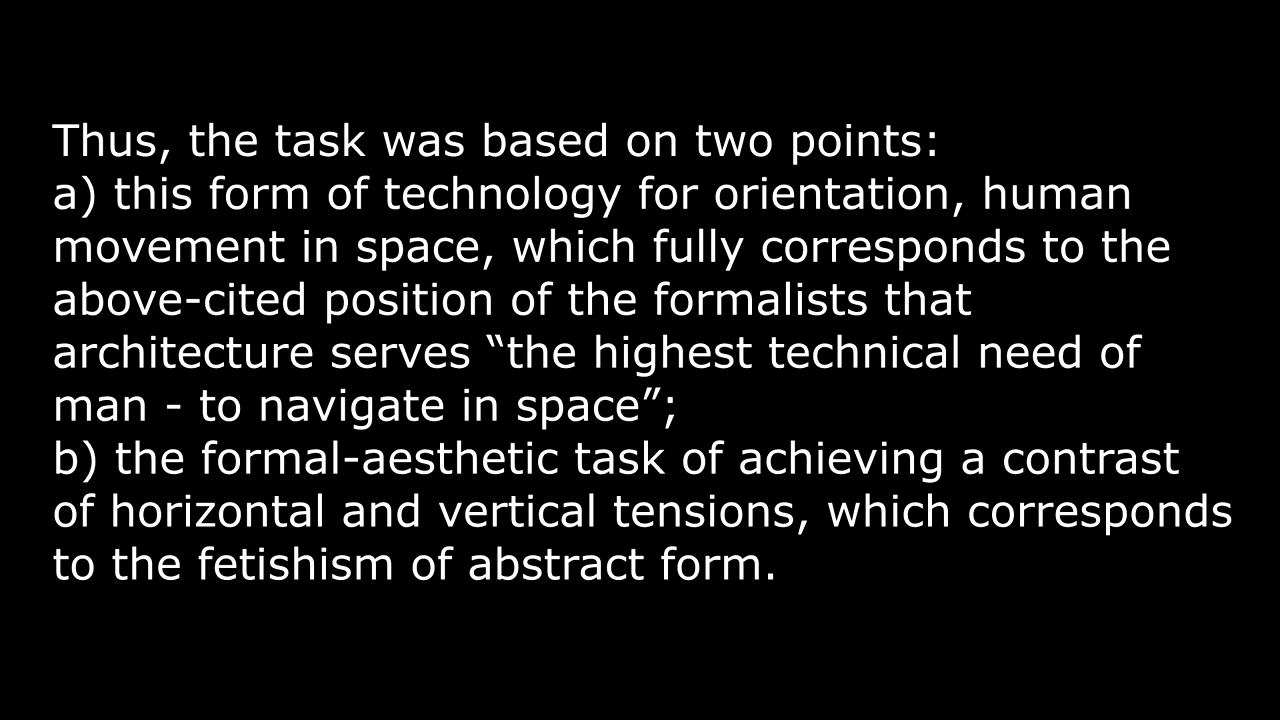 Thus, the task was based on two points:
a) this form of technology for orientation, human
movement in space, which fully corresponds to the
above-cited position of the formalists that
architecture serves “the highest technical need of
man - to navigate in space”;
b) the formal-aesthetic task of achieving a contrast
of horizontal and vertical tensions, which corresponds
to the fetishism of abstract form.